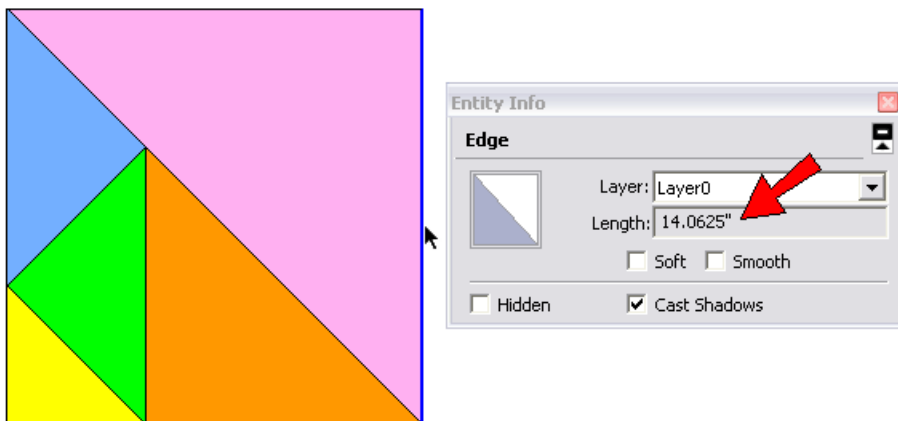 Entity Info
Edge
Layer: Layer0
Length: 14.0625"
Soft Smooth
Hidden Cast Shadows